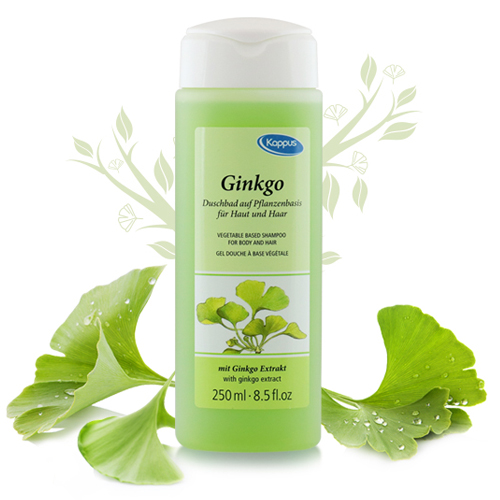 Kappus
Ginkgo
Duschbad auf Pflanzenbasis
für Haut und Haar
VEGETABLE BASED SHAMPOO
FOR BODY AND HAIR
GEL DOUCHE À BASE VÉGÉTALE
mit Ginkgo Extrakt
with ginkgo extract
250 ml · 8.5 fl.oz